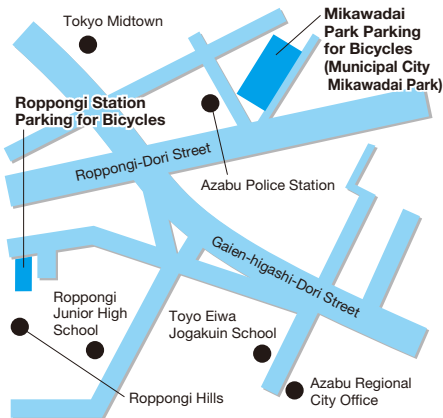 Tokyo Midtown
Mikawadai
Park Parking
for Bicycles
(Municipal City
Mikawadai Park)
Roppongi Station
Parking for Bicycles
Roppongi-Dori Street
Azabu Police Station
Gaien-higashi-Dori Street
Roppongi
Junior High
School
Toyo Eiwa
Jogakuin School
Roppongi Hills
Azabu Regional
City Office